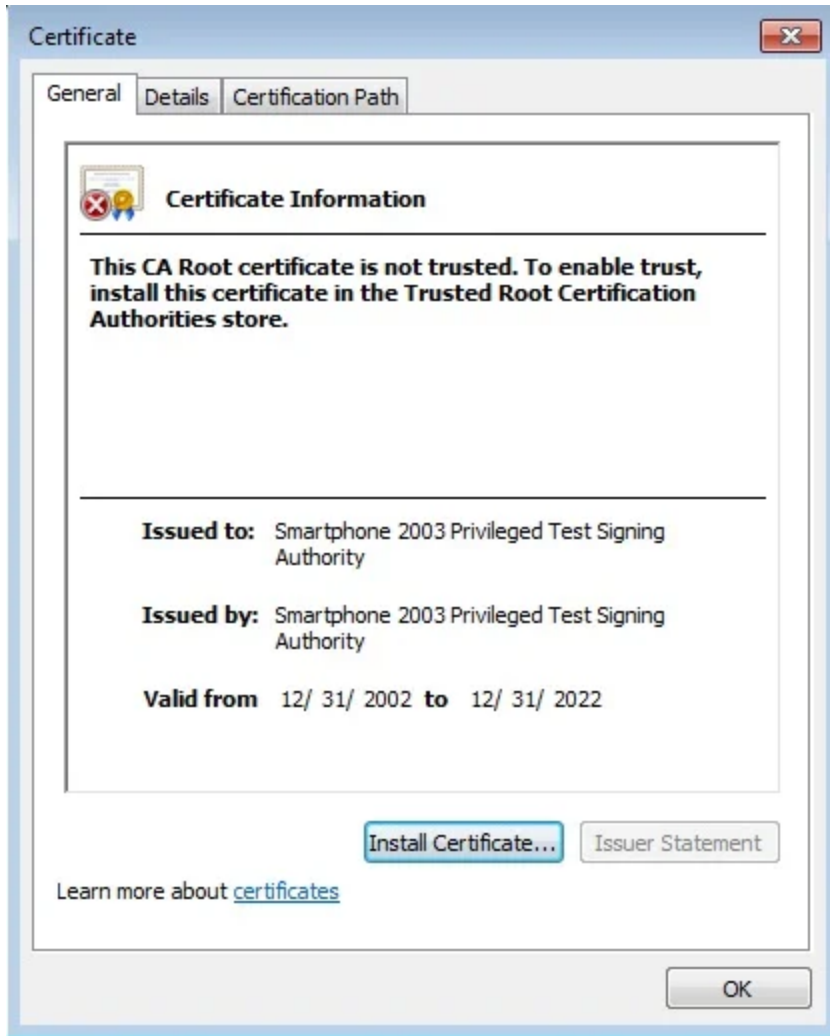 Certificate
General Details Certification Path
Certificate Information
This CA Root certificate is not trusted. To enable trust,
install this certificate in the Trusted Root Certification
Authorities store.
Issued to: Smartphone 2003 Privileged Test Signing
Authority
Issued by: Smartphone 2003 Privileged Test Signing
Authority
Valid from 12/ 31/ 2002 to 12/ 31/ 2022
Install Certificate... Issuer Statement
Learn more about certificates
OK